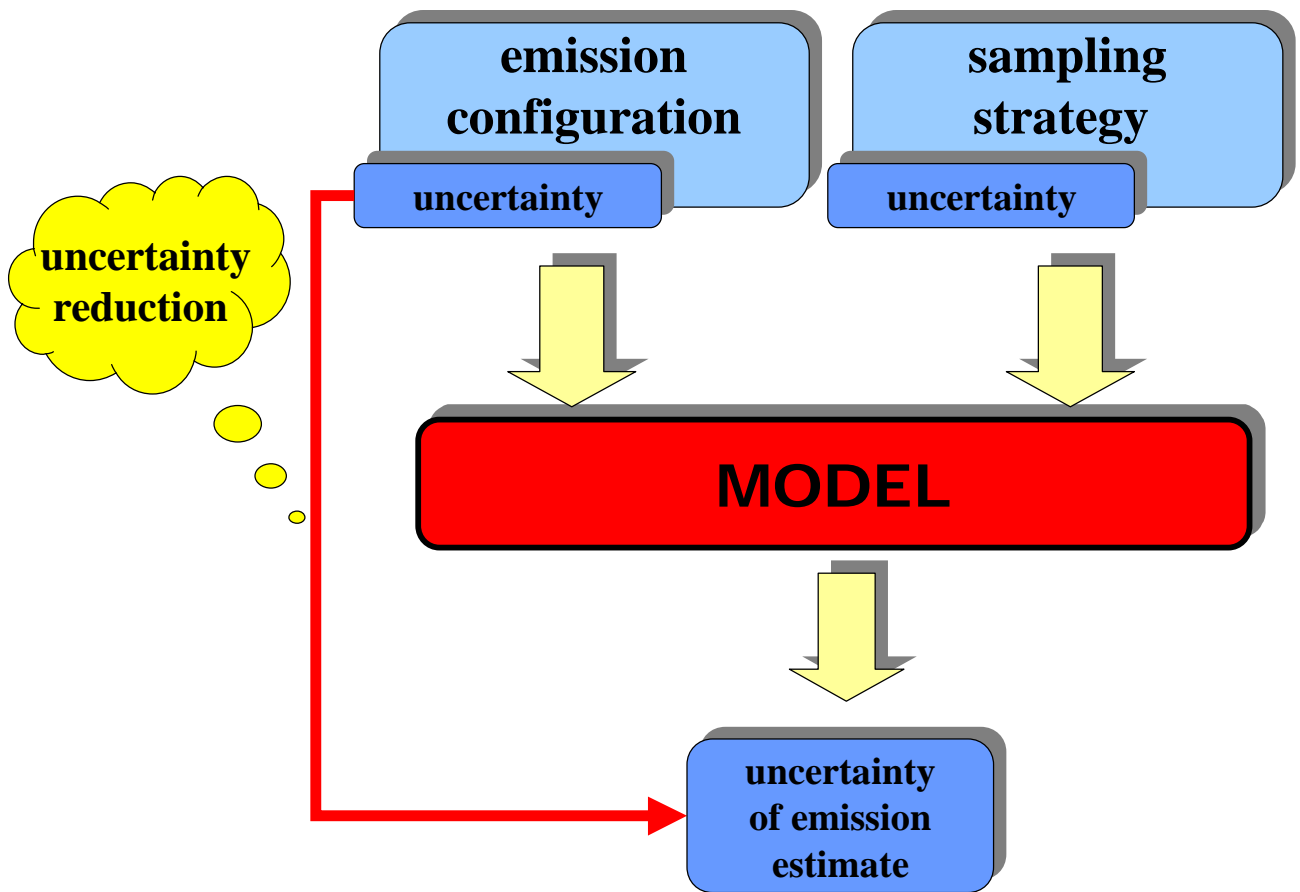 emission
configuration
uncertainty
sampling
strategy
uncertainty
uncertainty
reduction
MODEL
uncertainty
of emission
estimate